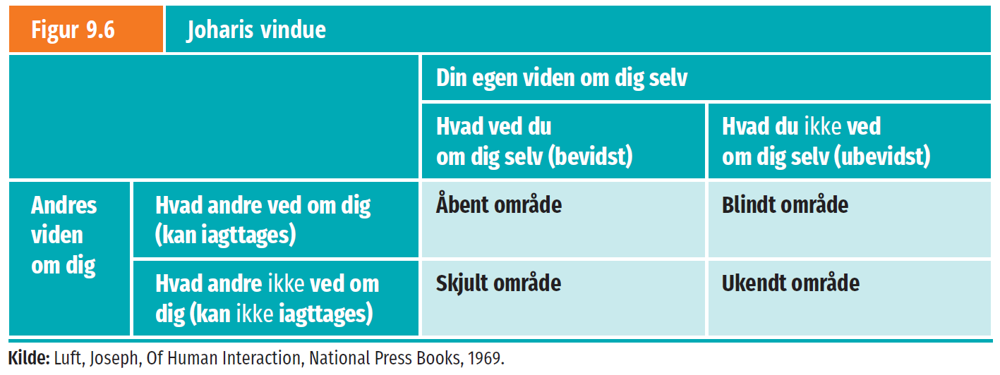 Figur 9.6
Joharis vindue
Din egen viden om dig selv
Hvad ved du
om dig selv (bevidst)
Hvad du ikke ved
om dig selv (ubevidst)
Andres
viden
om dig
Hvad andre ved om dig
(kan iagttages)
Åbent område
Blindt område
Hvad andre ikke ved om
dig (kan ikke iagttages)
Skjult område
Ukendt område
Kilde: Luft, Joseph, Of Human Interaction, National Press Books, 1969.